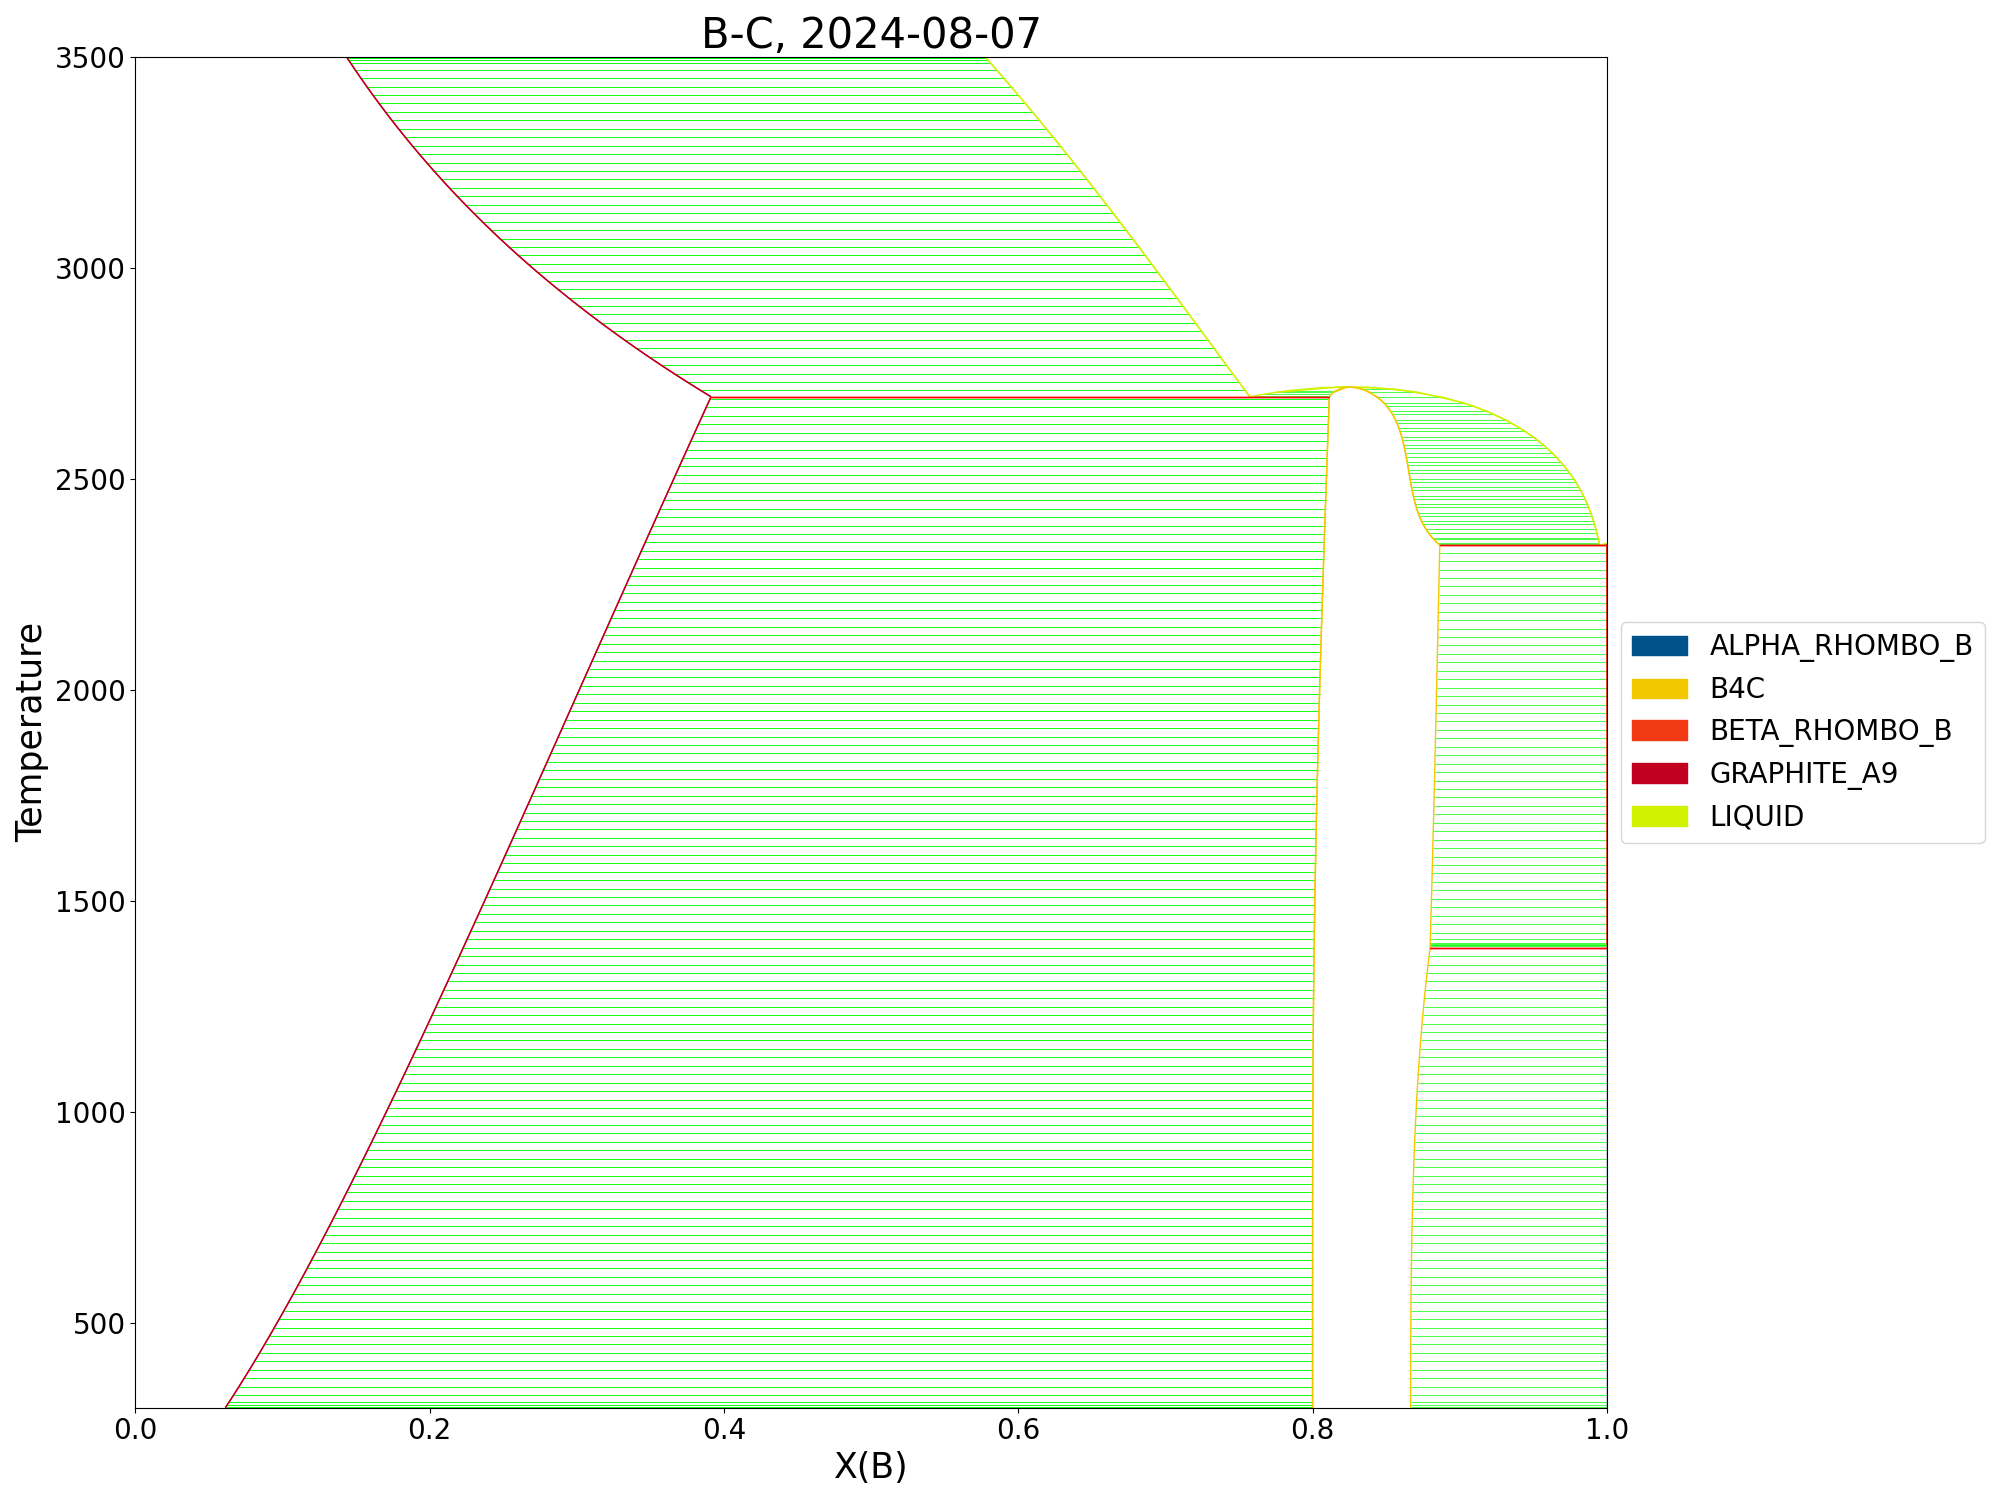 B-C, 2024-08-07
3500
3000
2500
2000
1500
1000
500
Temperature
0.0 0.2 0.4 0.6 0.8 1.0
X(B)
ALPHA_RHOMBO_B
B4C
BETA_RHOMBO_B
GRAPHITE_A9
LIQUID